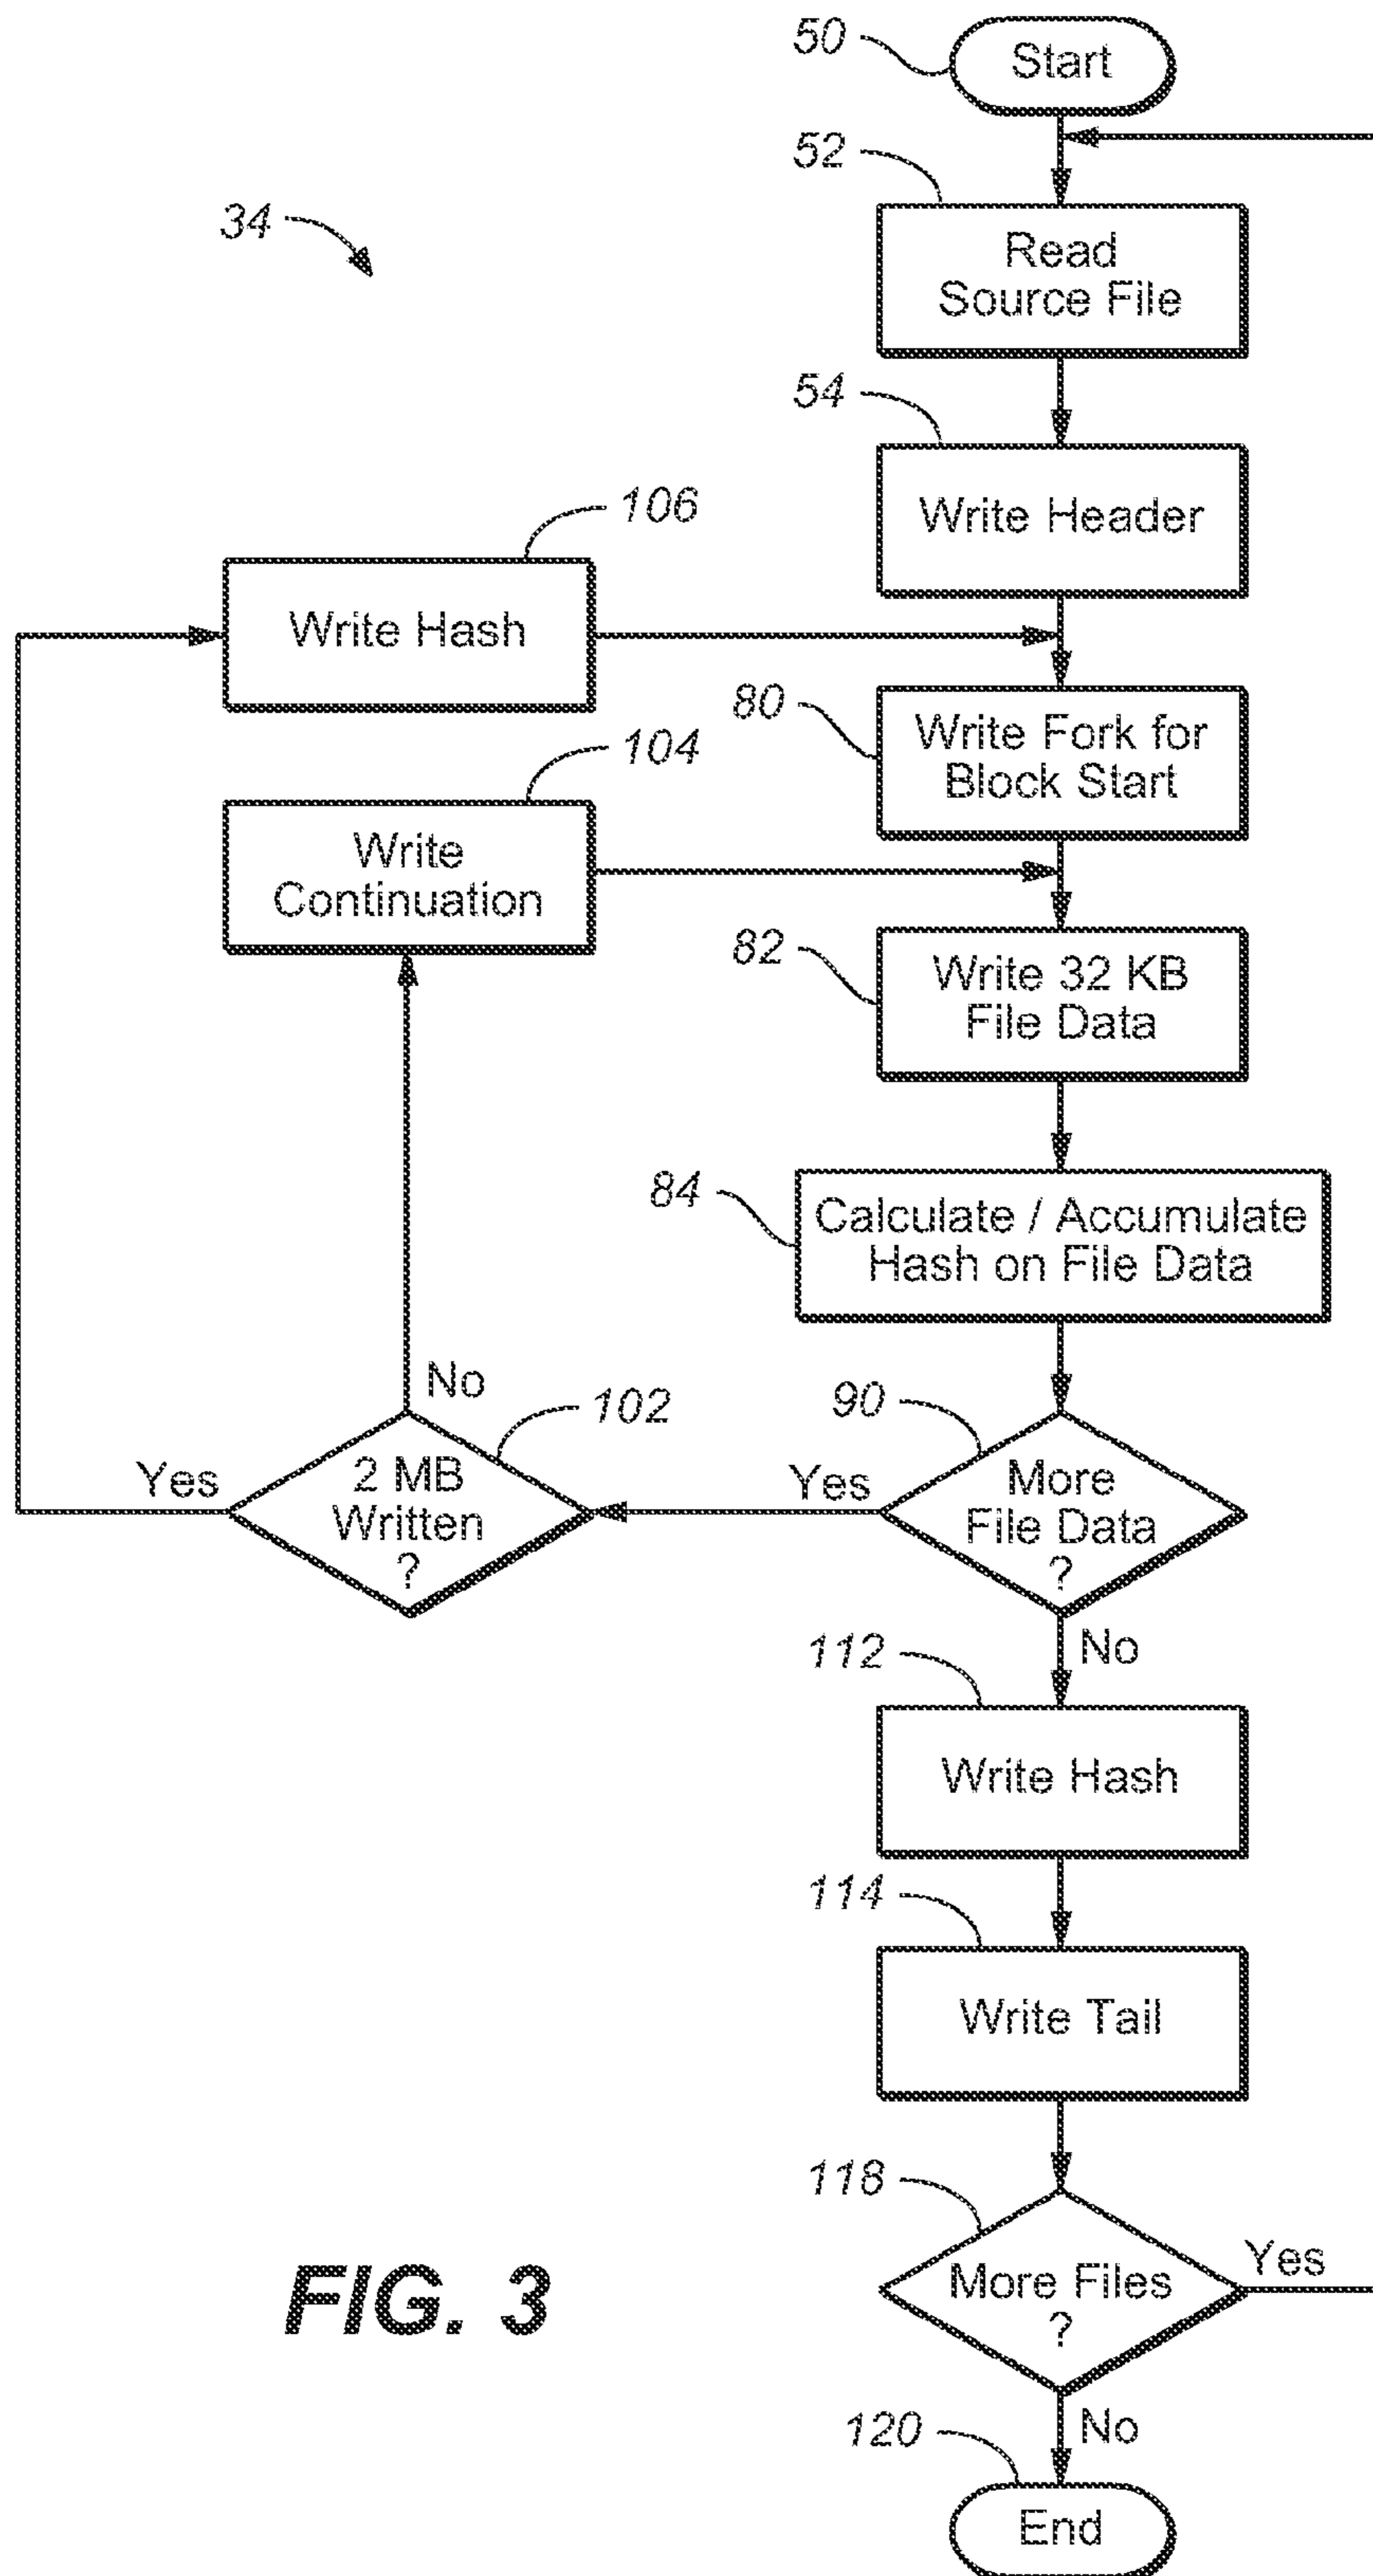 50
Start
52
34
Read
Source File
54
Write Header
106
Write Hash
80
Write Fork for
Block Start
104
Write
Continuation
82
Write 32 KB
File Data
84
Calculate / Accumulate
Hash on File Data
No
102
90
Yes
2 MB
Written
?
Yes
More
File Data
?
112
No
Write Hash
114
Write Tail
118
Yes
More Files
?
FIG. 3
120
No
End